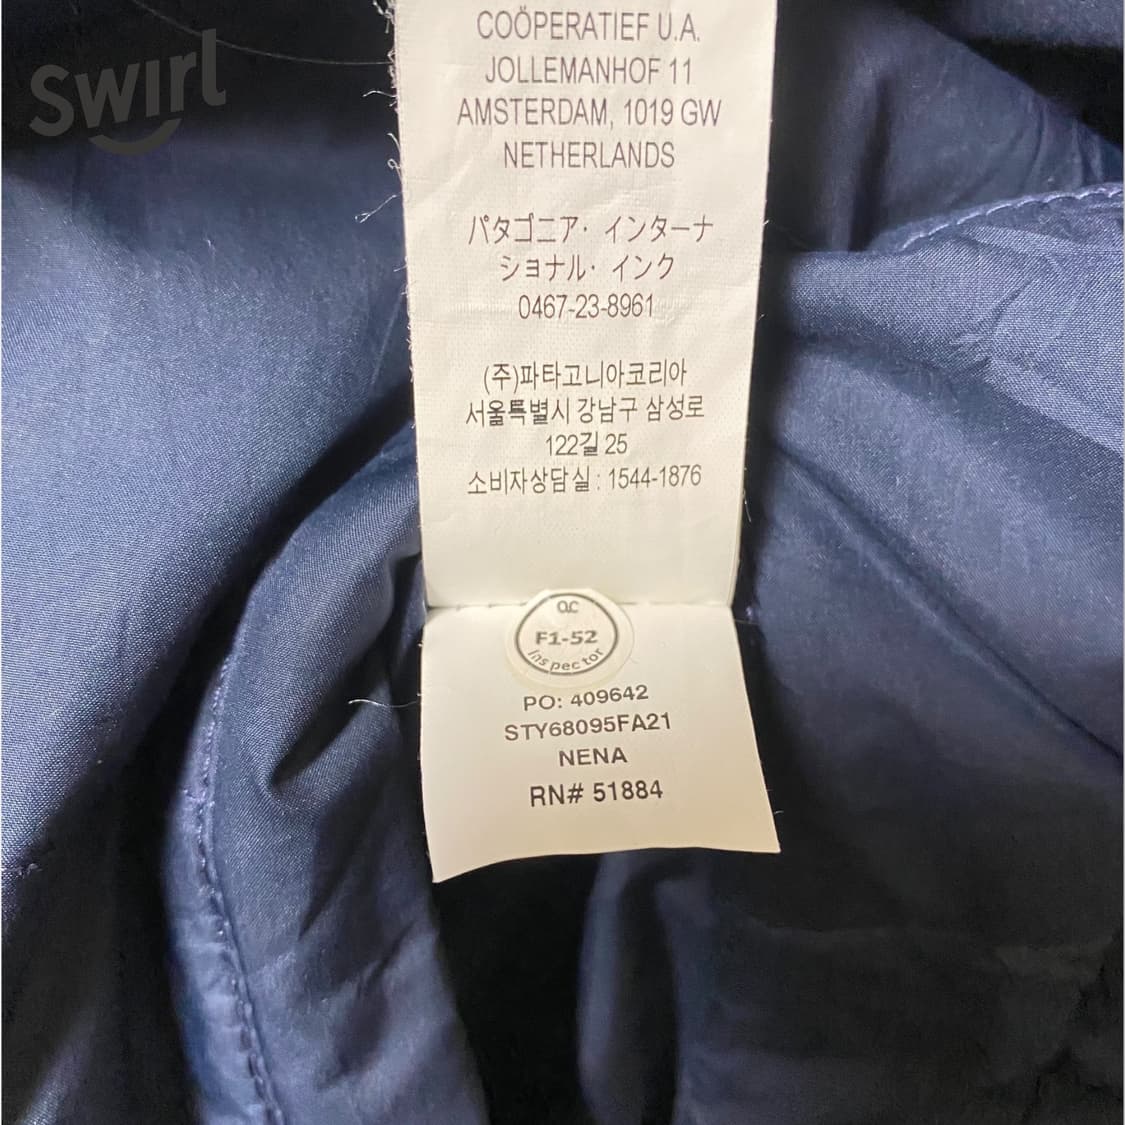 Swirl
COÖPERATIEF U.A.
JOLLEMANHOF 11
AMSTERDAM, 1019 GW
NETHERLANDS
パタゴニア・インターナ
ショナル・インク
0467-23-8961
(주)파타고니아코리아
서울특별시 강남구 삼성로
122길 25
소비자상담실 : 1544-1876
QC
F1-52
Inspector
PO: 409642
STY68095FA21
NENA
RN# 51884